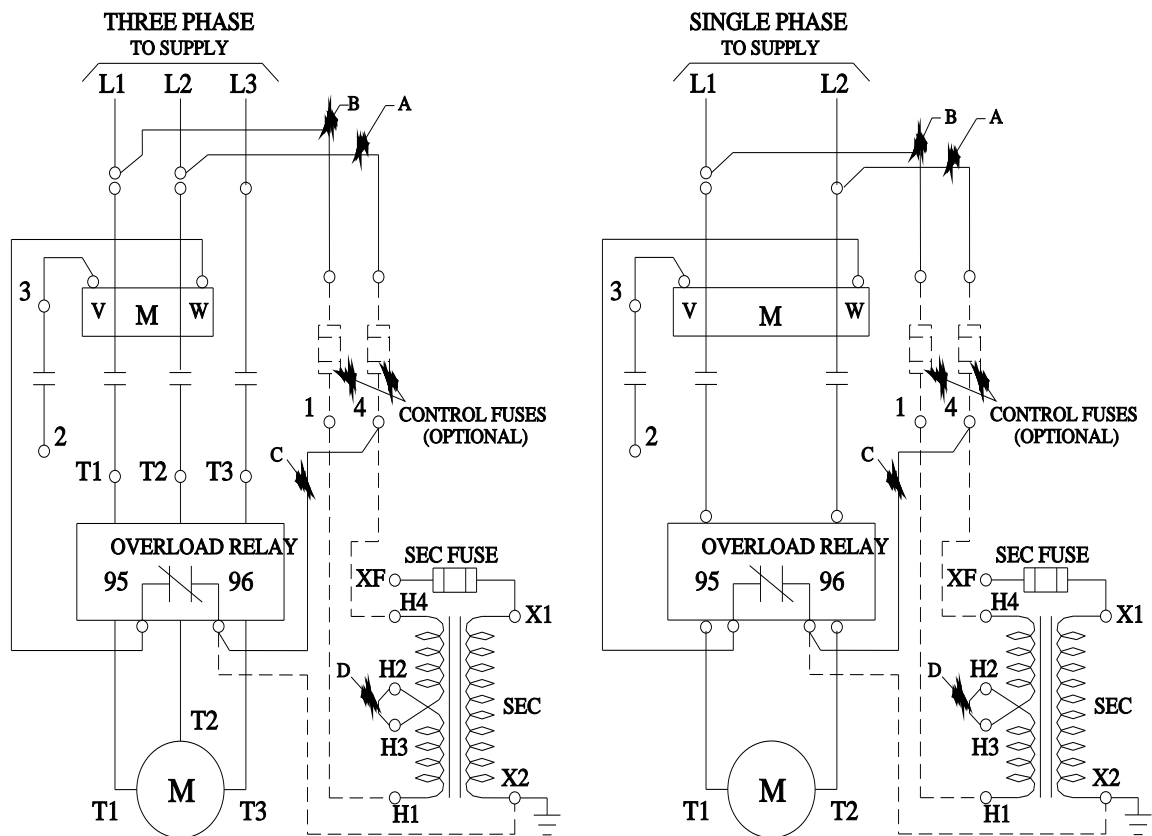 THREE PHASE
TO SUPPLY
L1 L2 L3
B A
3 V M W
1 4
CONTROL FUSES
(OPTIONAL)
2
C
T1 T2 T3
OVERLOAD RELAY
95 96
SEC FUSE
XF
H4 X1
D H2
SEC
H3
T2
M
X2
T1 T3
H1
SINGLE PHASE
TO SUPPLY
L1 L2
B A
3 V M W
1 4
CONTROL FUSES
(OPTIONAL)
2
C
OVERLOAD RELAY
95 96
SEC FUSE
XF
H4 X1
D H2
SEC
H3
M
X2
T1 T2
H1